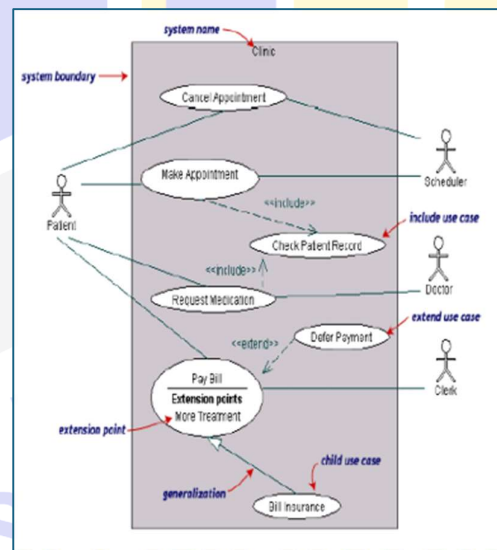 system name
Clinic
system boundary
Cancel Appointment
Make Appointment
Scheduler
Patient
<<include>>
include use case
Check Patient Record
<<include>>
Request Medication
Doctor
extend use case
<<extend>>
Defer Payment
Pay Bill
Extension points
More Treatment
Clerk
extension point
child use case
generalization
Bill Insurance